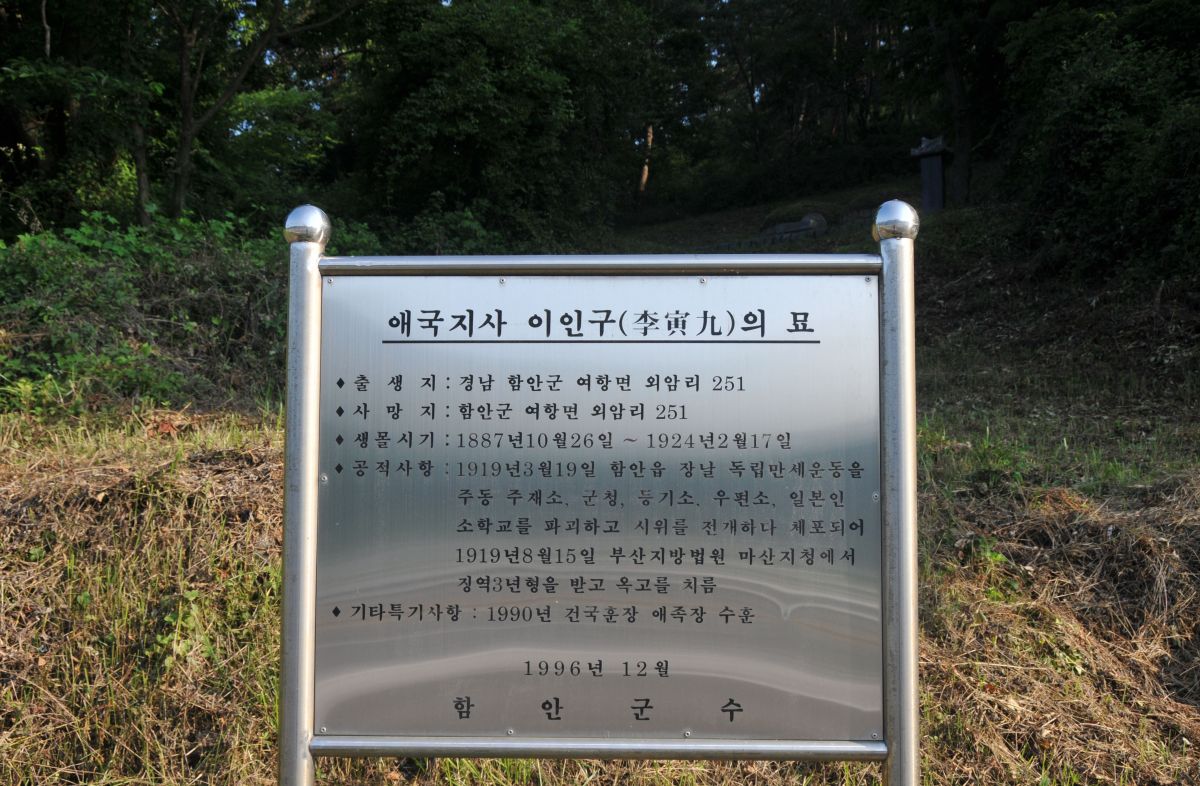 애국지사 이인구(李寅九)의 묘
♦ 출 생 지 : 경남 함안군 여항면 외암리 251
♦ 사 망 지 : 함안군 여항면 외암리 251
♦ 생몰시기 : 1887년10월26일 ~ 1924년2월17일
♦ 공적사항 : 1919년3월19일 함안읍 장날 독립만세운동을
주동 주재소, 군청, 등기소, 우편소, 일본인
소학교를 파괴하고 시위를 전개하다 체포되어
1919년8월15일 부산지방법원 마산지청에서
징역3년형을 받고 옥고를 치름
♦ 기타특기사항 : 1990년 건국훈장 애족장 수훈
1996년 12월
함 안 군 수